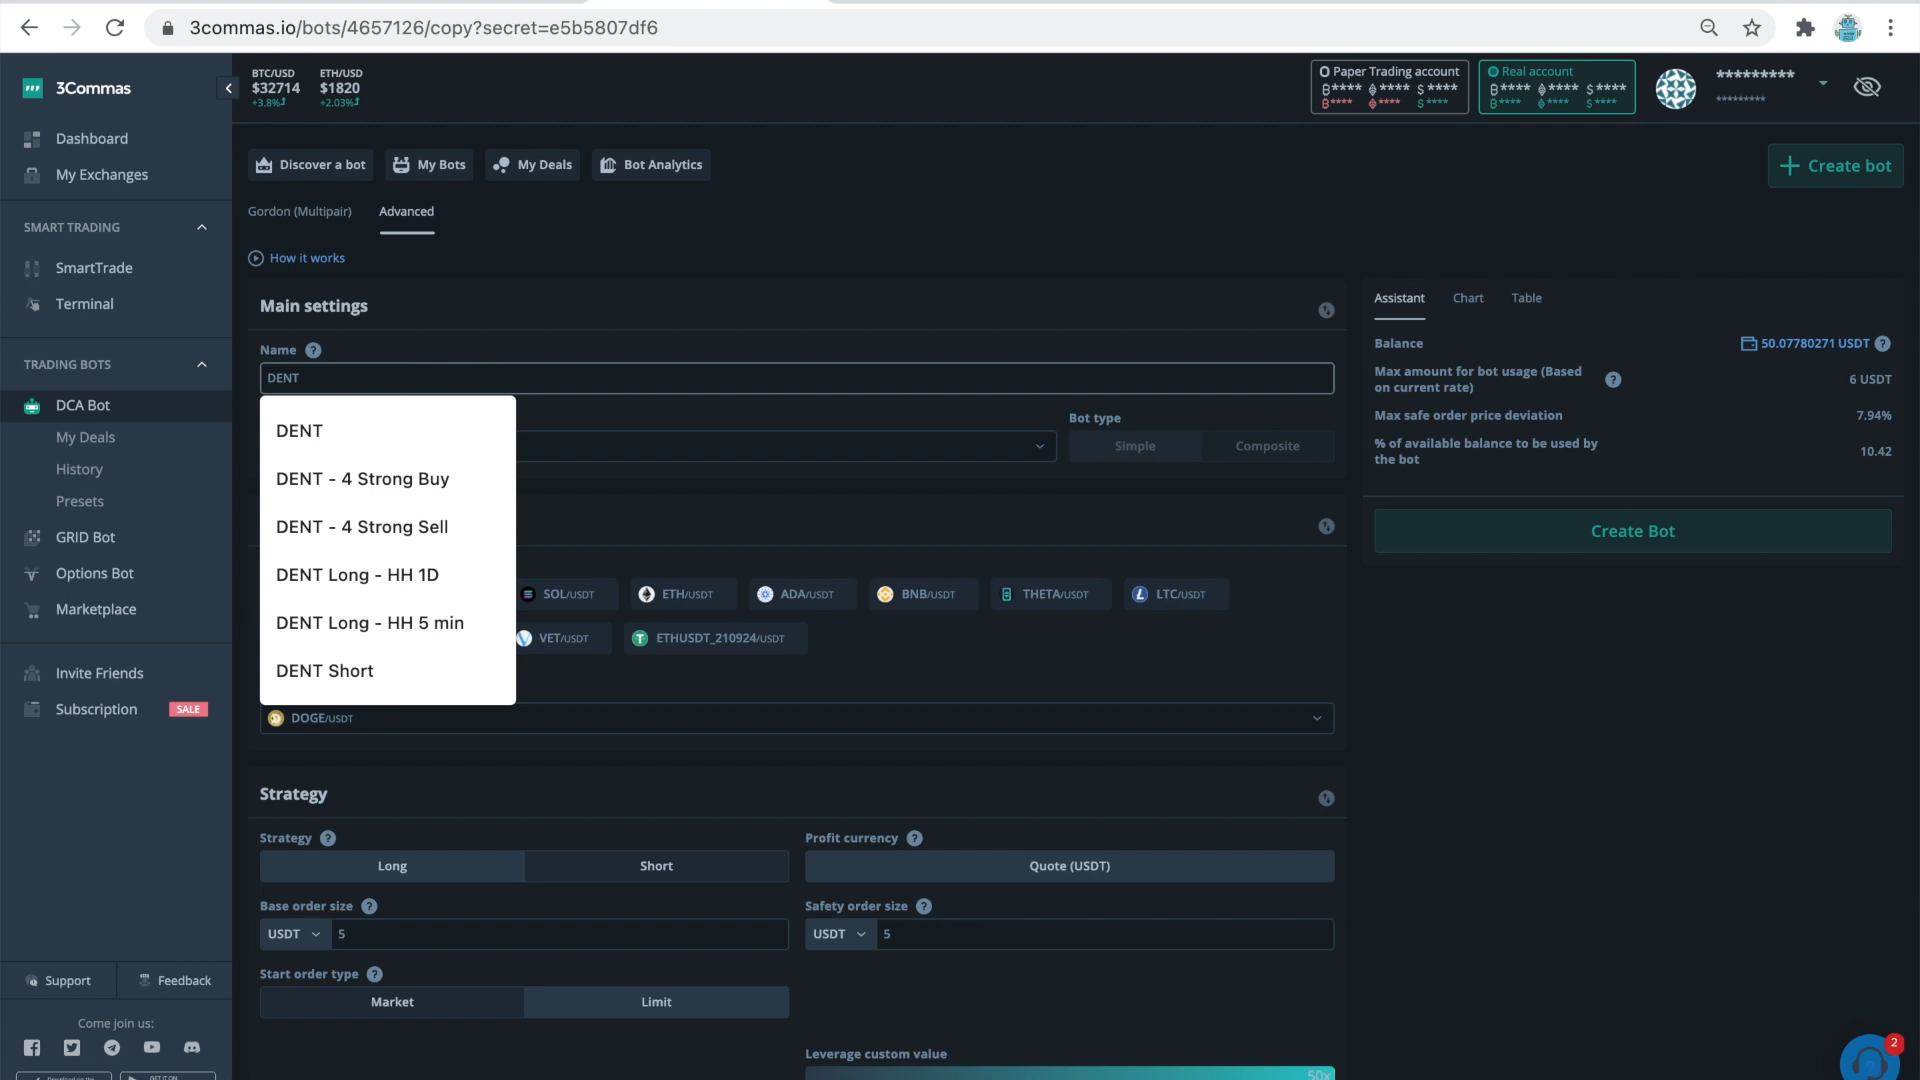 3commas.io/bots/4657126/copy?secret=e5b5807df6
3Commas
BTC/USD
$32714
+3.8%
ETH/USD
$1820
+2.03%
Paper Trading account
**** **** $ ****
**** **** $ ****
Real account
**** **** $ ****
**** **** $ ****
*********
*********
Dashboard
My Exchanges
SMART TRADING
SmartTrade
Terminal
TRADING BOTS
DCA Bot
My Deals
History
Presets
GRID Bot
Options Bot
Marketplace
Invite Friends
Subscription SALE
Support
Feedback
Come join us:
Download on the
GET IT ON
Discover a bot
My Bots
My Deals
Bot Analytics
Create bot
Gordon (Multipair)
Advanced
How it works
Main settings
Name ?
DENT
DENT
DENT - 4 Strong Buy
DENT - 4 Strong Sell
DENT Long - HH 1D
DENT Long - HH 5 min
DENT Short
Bot type
Simple
Composite
SOL/USDT
ETH/USDT
ADA/USDT
BNB/USDT
THETA/USDT
LTC/USDT
VET/USDT
ETHUSDT_210924/USDT
DOGE/USDT
Strategy
Strategy ?
Long
Short
Profit currency ?
Quote (USDT)
Base order size ?
USDT 5
Safety order size ?
USDT 5
Start order type ?
Market
Limit
Leverage custom value
50x
Assistant
Chart
Table
Balance
50.07780271 USDT ?
Max amount for bot usage (Based
on current rate) ?
6 USDT
Max safe order price deviation
7.94%
% of available balance to be used by
the bot
10.42
Create Bot
2